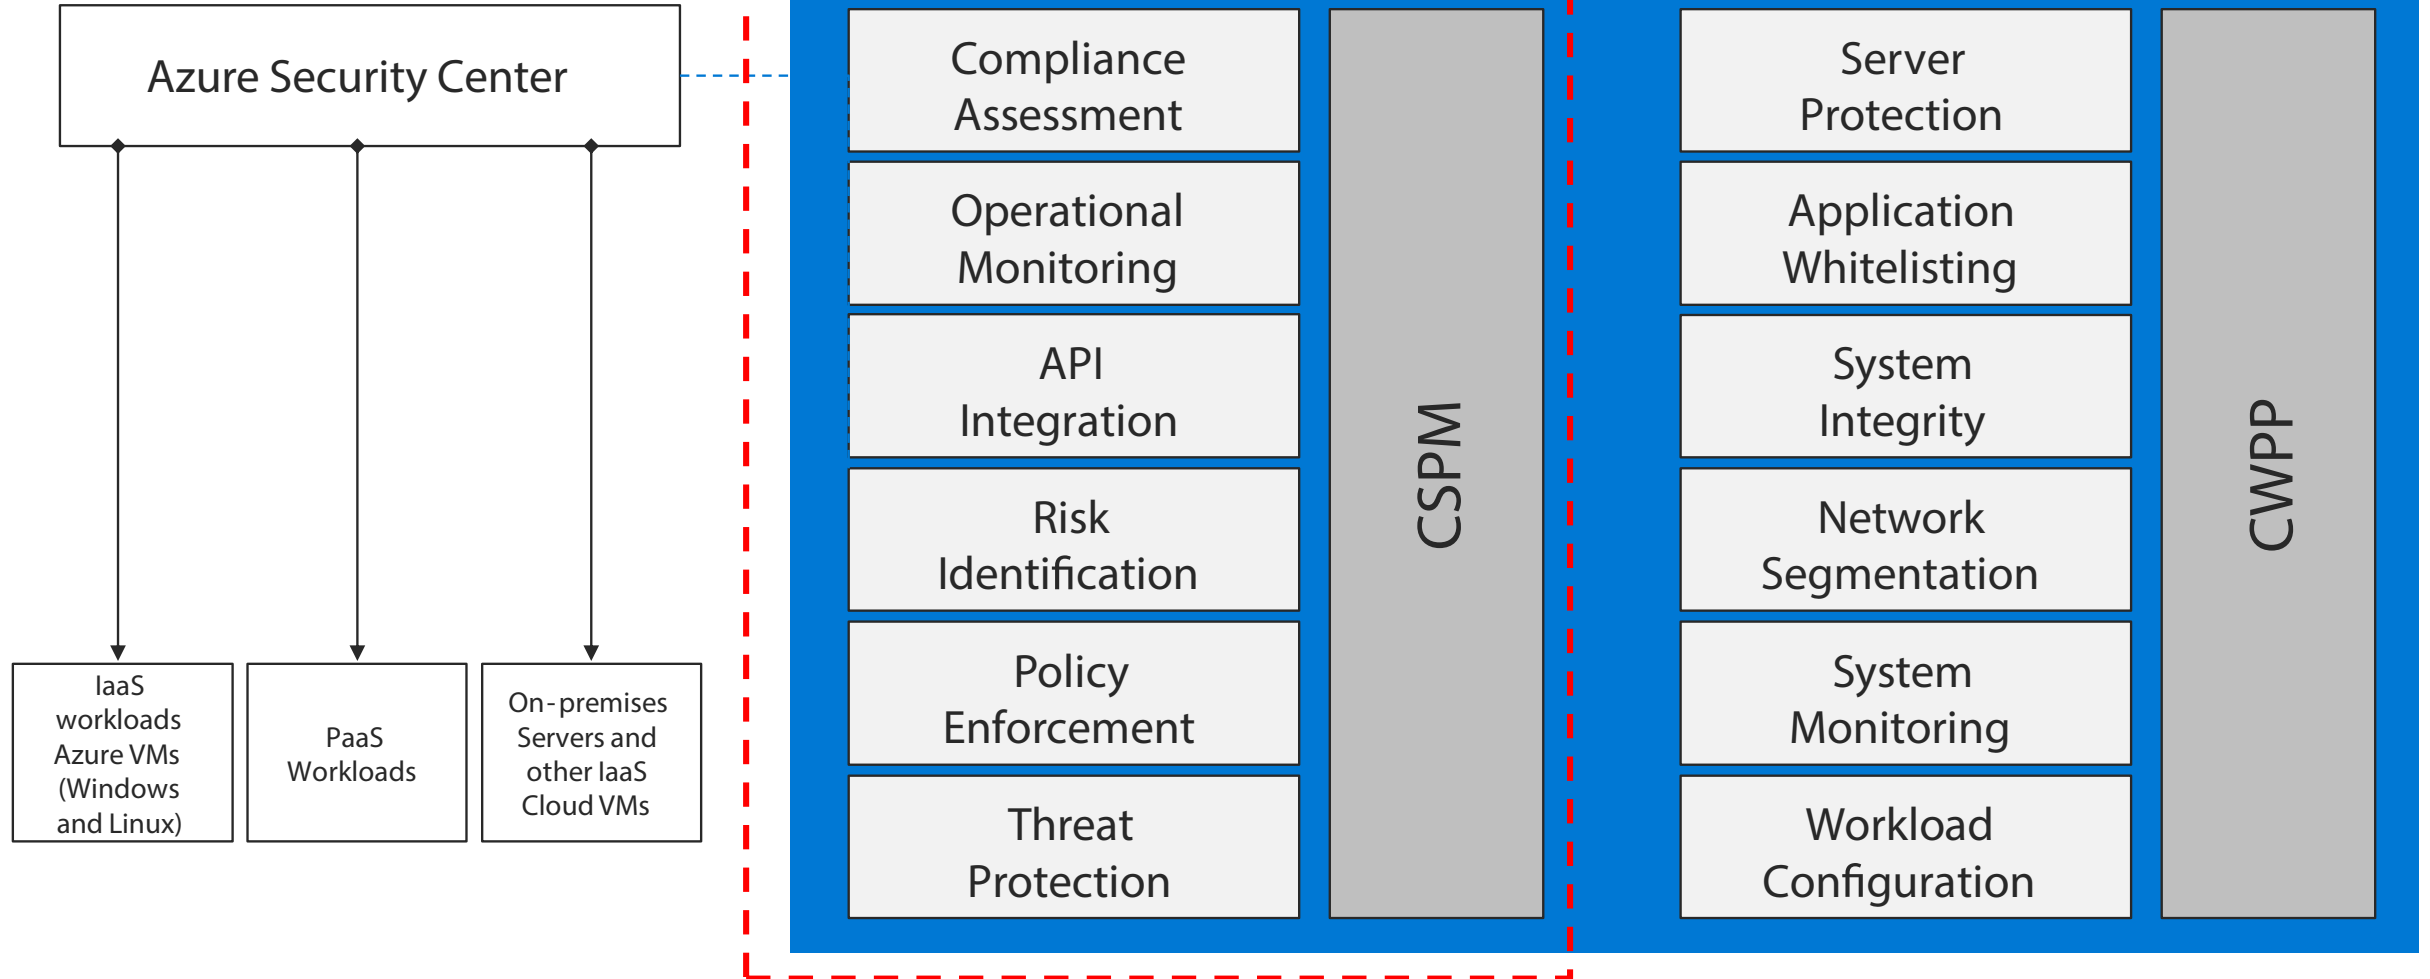 Azure Security Center
IaaS
workloads
Azure VMs
(Windows
and Linux)
PaaS
Workloads
On-premises
Servers and
other IaaS
Cloud VMs
Compliance
Assessment
Operational
Monitoring
API
Integration
Risk
Identification
Policy
Enforcement
Threat
Protection
CSPM
Server
Protection
Application
Whitelisting
System
Integrity
Network
Segmentation
System
Monitoring
Workload
Configuration
CWPP